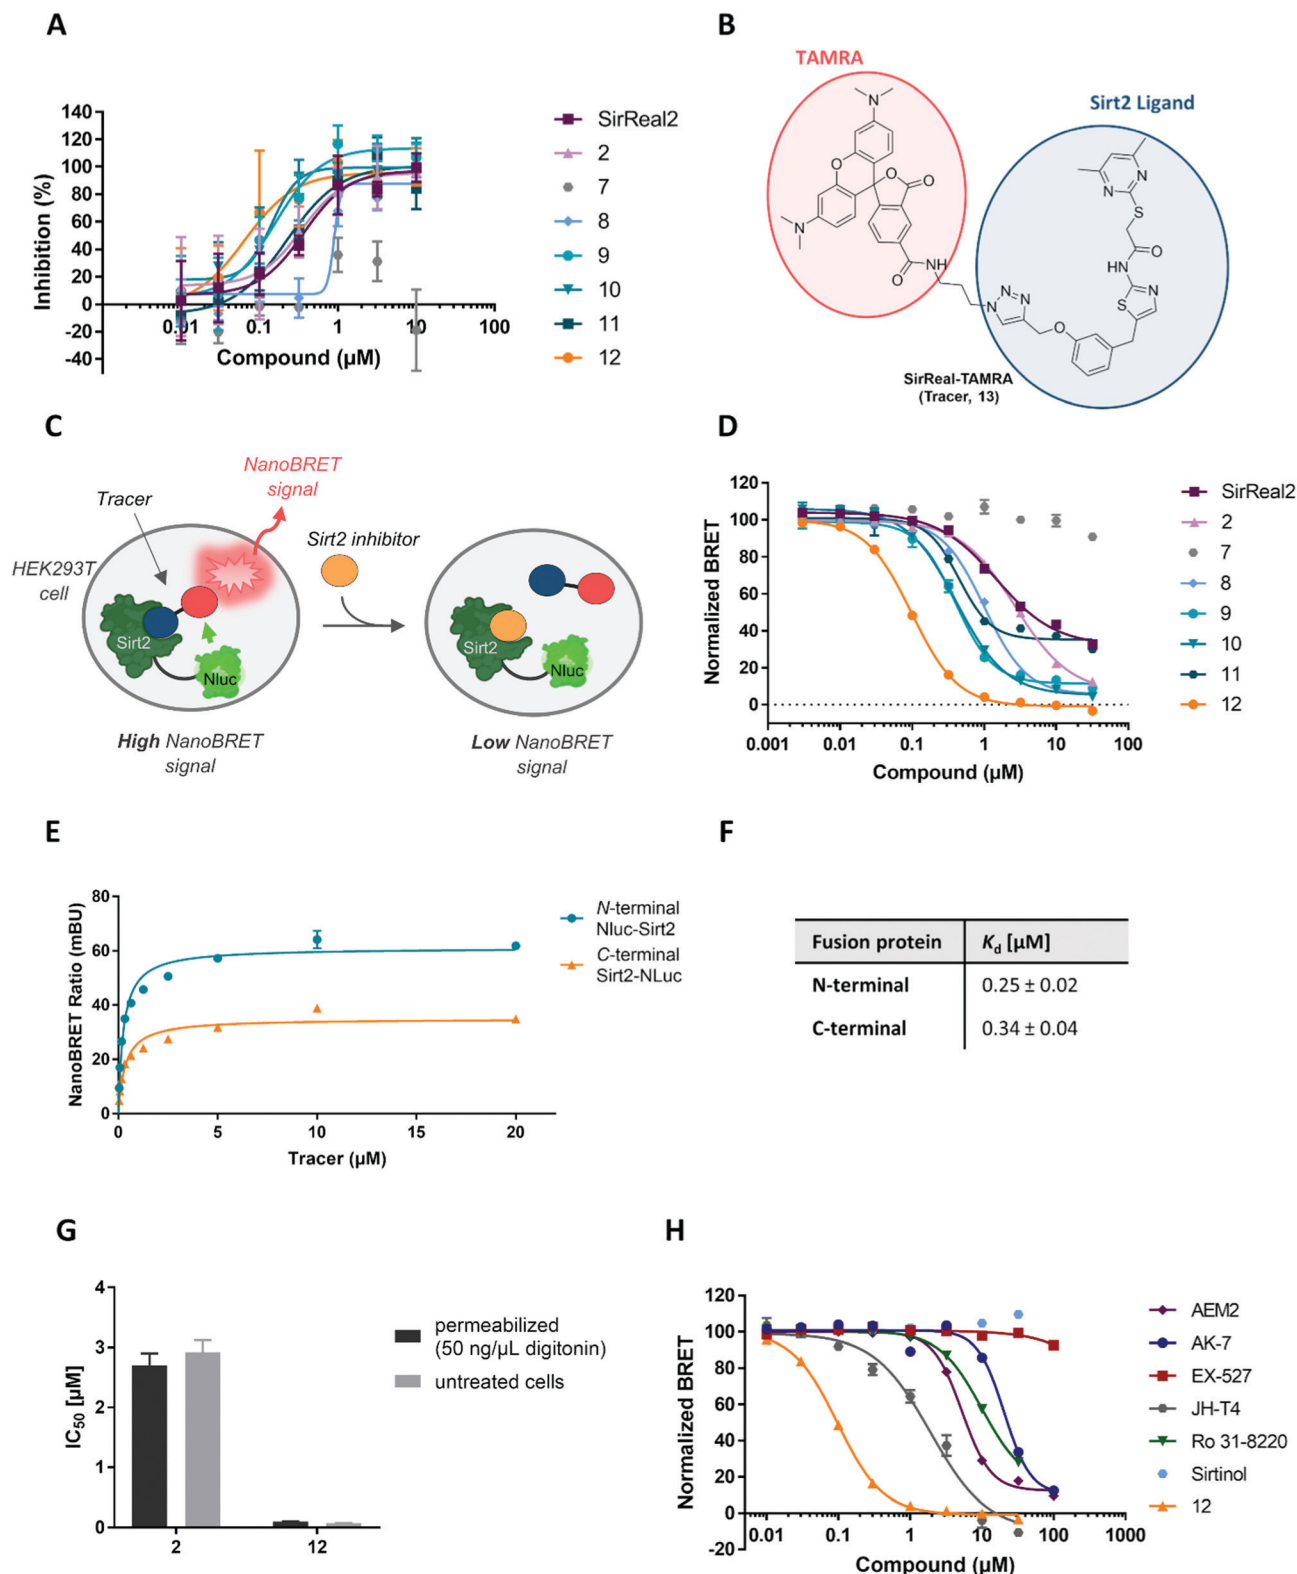 A
140
120
100
80
60
40
20
0
-20
-40
Inhibition (%)
0.01
0.1
1
10
100
Compound (µM)
SirReal2
2
7
8
9
10
11
12
B
TAMRA
Sirt2 Ligand
N
O
O
O
N
O
NH
N=N
N
N
N
S
O
HN
S
N
O
SirReal-TAMRA
(Tracer, 13)
C
NanoBRET
signal
Tracer
HEK293T
cell
Sirt2
Nluc
Sirt2 inhibitor
Sirt2
Nluc
High NanoBRET
signal
Low NanoBRET
signal
D
120
100
80
60
40
20
0
Normalized BRET
0.001
0.01
0.1
1
10
100
Compound (µM)
SirReal2
2
7
8
9
10
11
12
E
80
60
40
20
0
NanoBRET Ratio (mBU)
0
5
10
15
20
Tracer (µM)
N-terminal
Nluc-Sirt2
C-terminal
Sirt2-NLuc
F
Fusion protein Kd [µM]
N-terminal 0.25 ± 0.02
C-terminal 0.34 ± 0.04
G
4
3
2
1
0
IC50 [µM]
2
12
permeabilized
(50 ng/µL digitonin)
untreated cells
H
120
100
80
60
40
20
0
-20
Normalized BRET
0.01
0.1
1
10
100
1000
Compound (µM)
AEM2
AK-7
EX-527
JH-T4
Ro 31-8220
Sirtinol
12